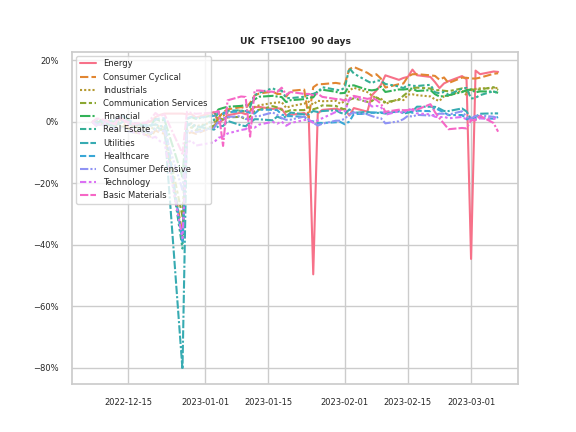 UK FTSE100 90 days
Energy
Consumer Cyclical
Industrials
Communication Services
Financial
Real Estate
Utilities
Healthcare
Consumer Defensive
Technology
Basic Materials
20%
0%
−20%
−40%
−60%
−80%
2022-12-15
2023-01-01
2023-01-15
2023-02-01
2023-02-15
2023-03-01